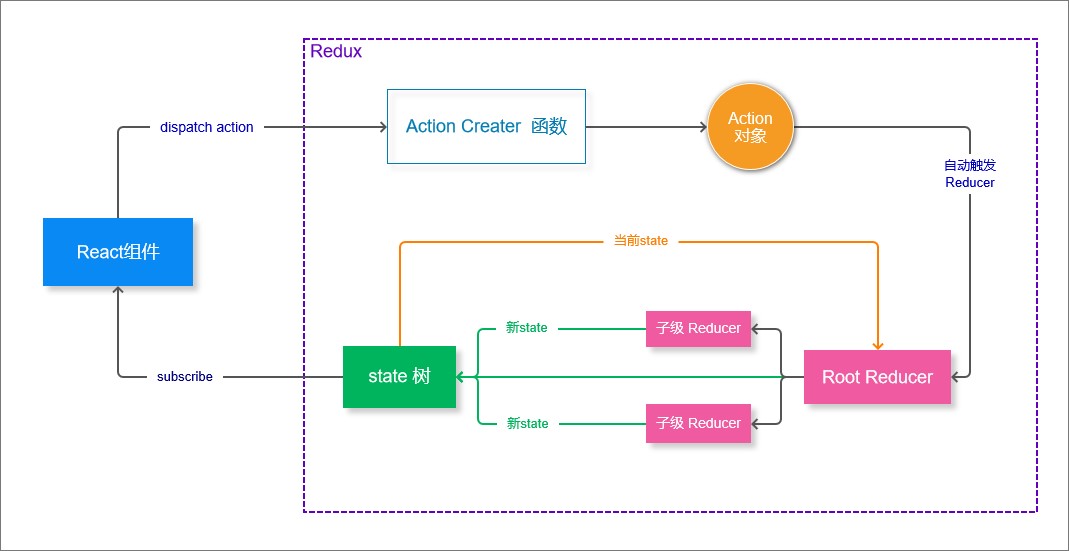 Redux
dispatch action
Action Creater 函数
Action
对象
自动触发
Reducer
React组件
当前state
新state
子级 Reducer
subscribe
state 树
Root Reducer
新state
子级 Reducer